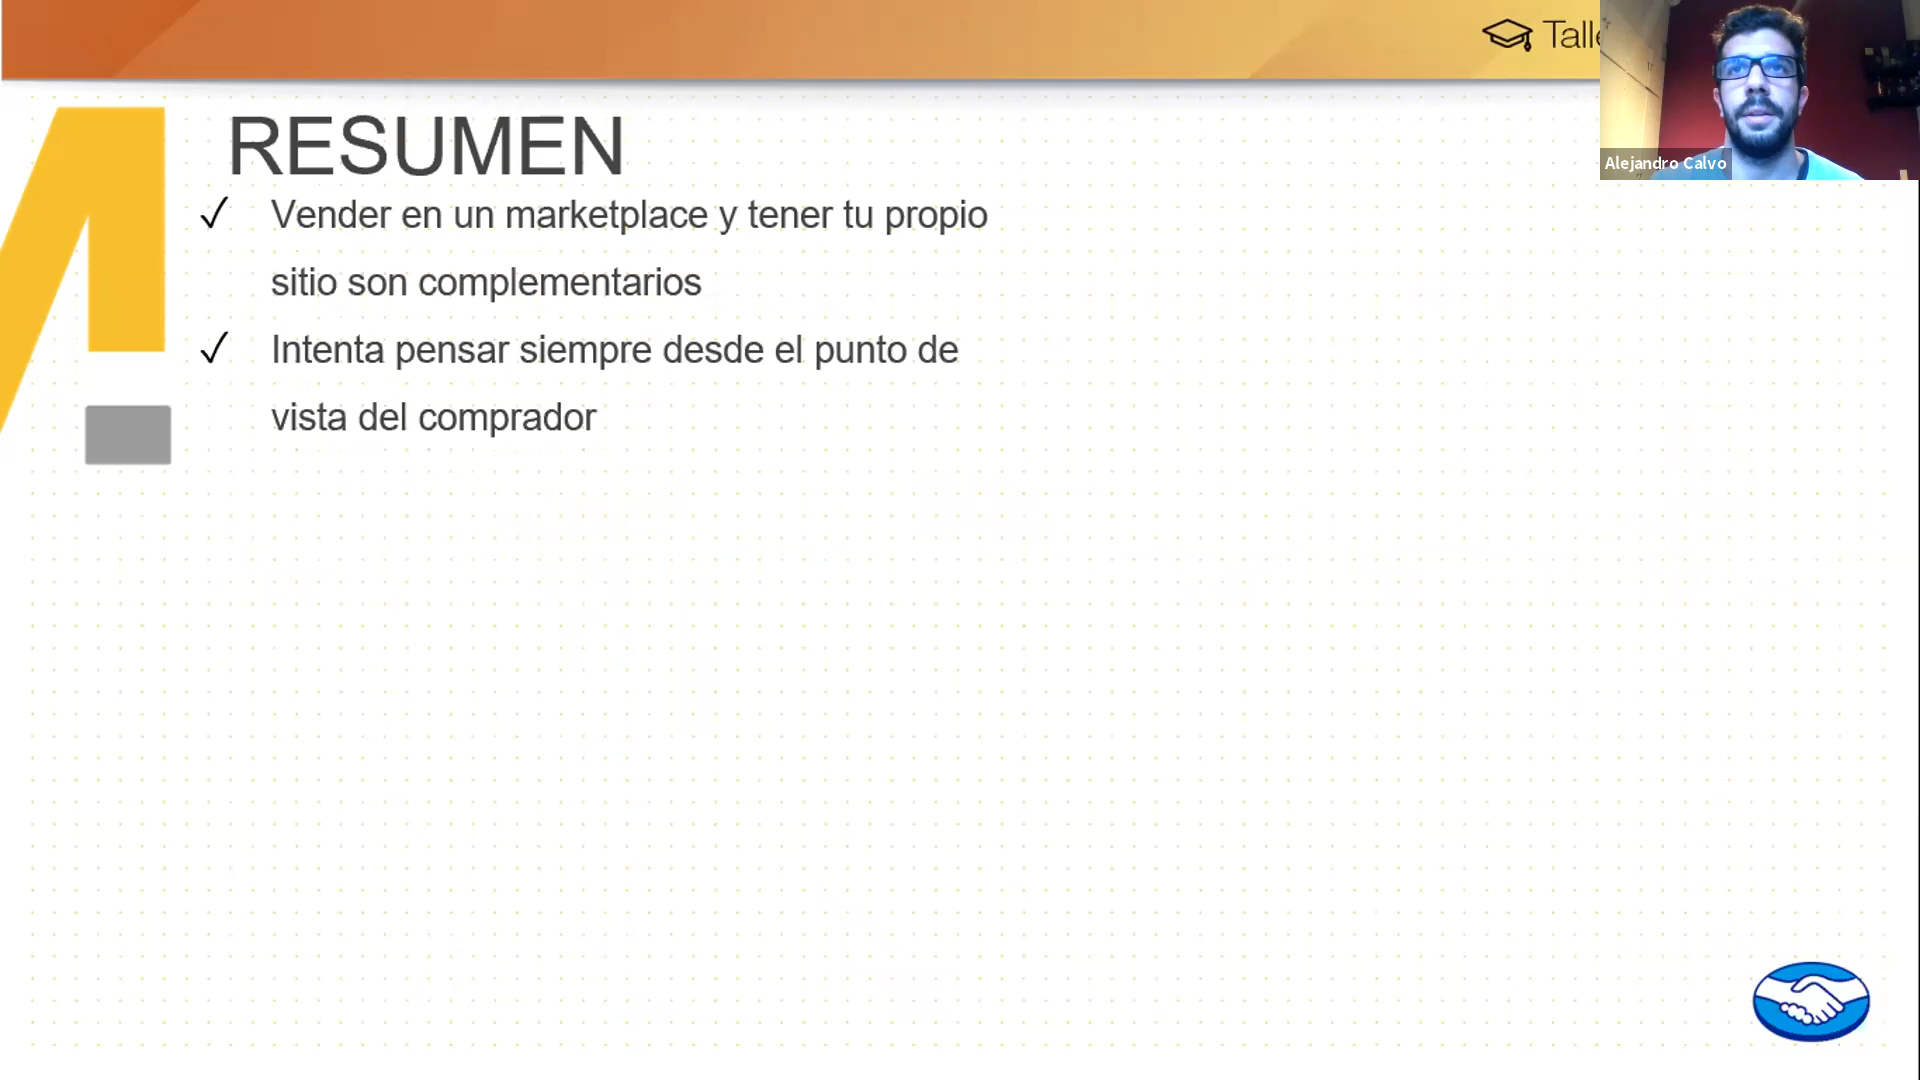 RESUMEN
✓ Vender en un marketplace y tener tu propio
sitio son complementarios
✓ Intenta pensar siempre desde el punto de
vista del comprador
Alejandro Calvo